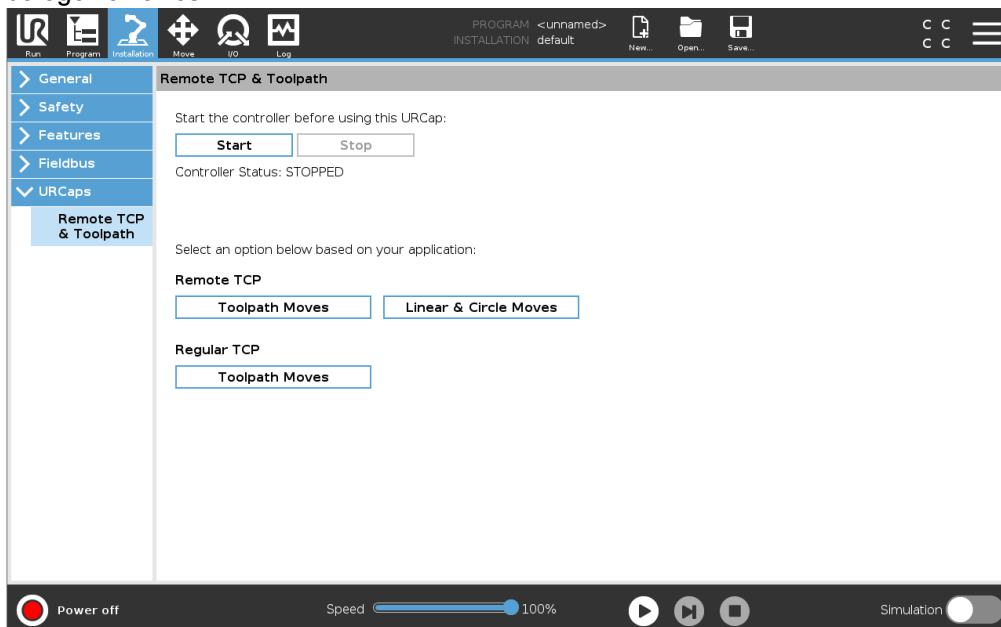 PROGRAM <unnamed>
INSTALLATION default
UR
Run Program Installation Move I/O Log New... Open... Save...
C C
C C
General
Safety
Features
Fieldbus
URCaps
Remote TCP
& Toolpath
Remote TCP & Toolpath
Start the controller before using this URCap:
Start Stop
Controller Status: STOPPED
Select an option below based on your application:
Remote TCP
Toolpath Moves Linear & Circle Moves
Regular TCP
Toolpath Moves
Power off Speed 100% Simulation